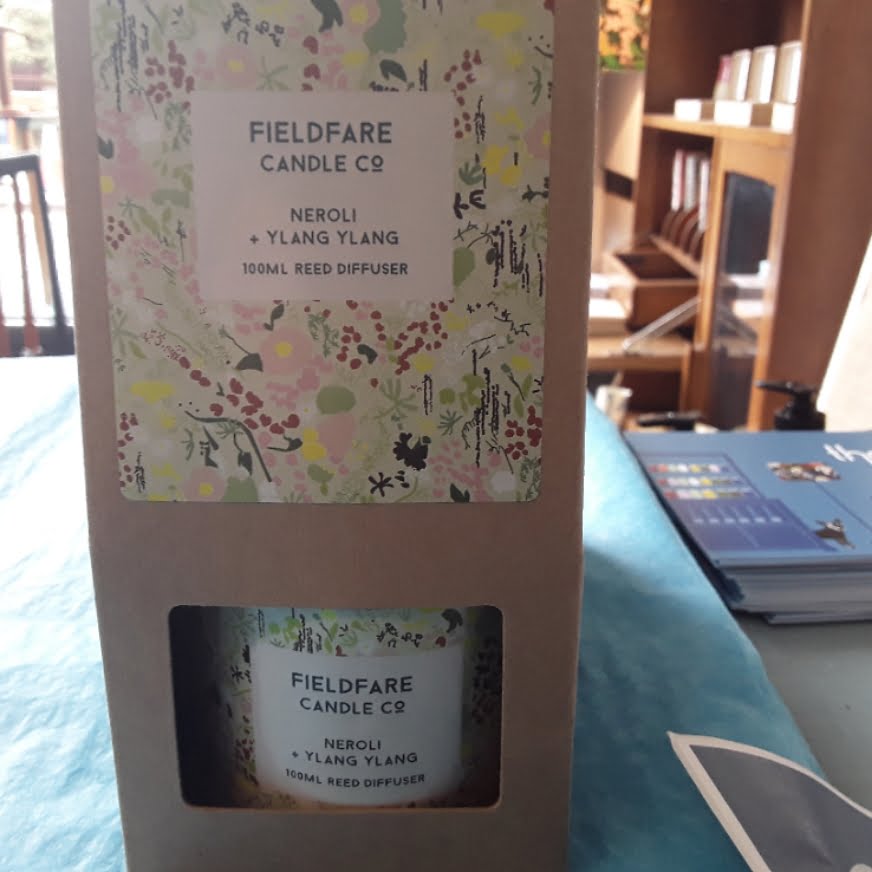 FIELDFARE
CANDLE Co
NEROLI
+ YLANG YLANG
100ML REED DIFFUSER
FIELDFARE
CANDLE Co
NEROLI
+ YLANG YLANG
100ML REED DIFFUSER